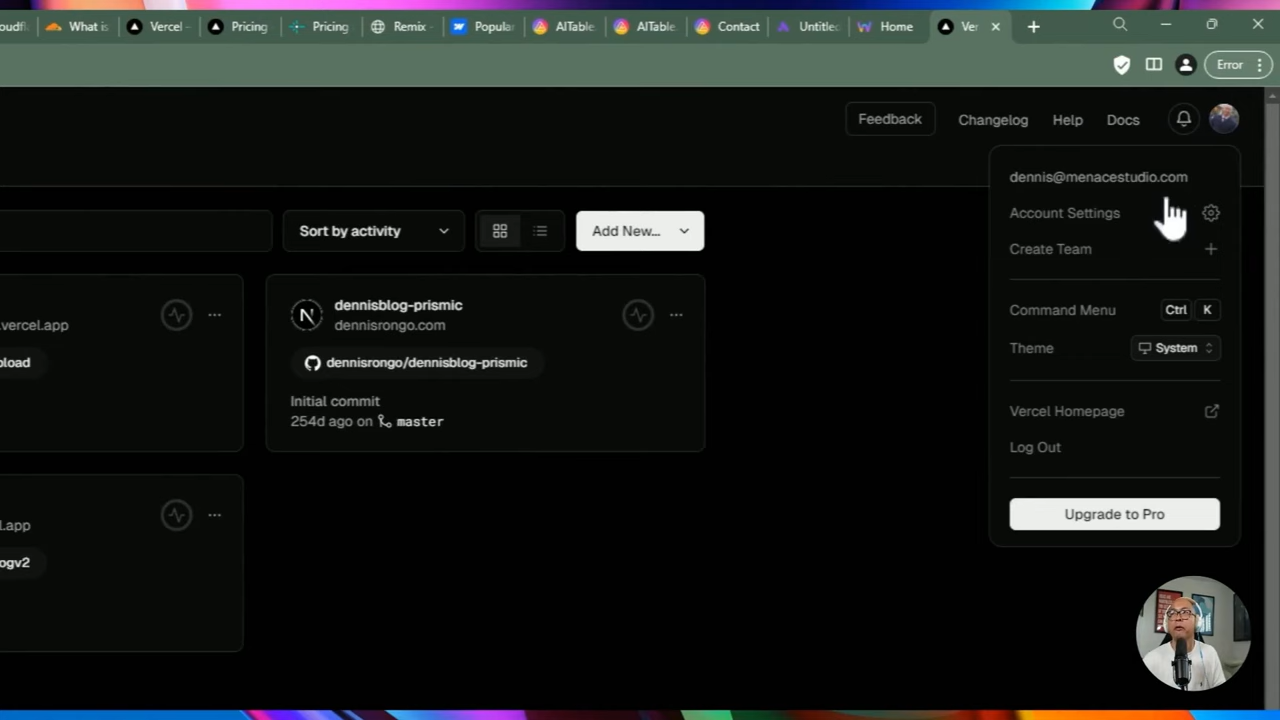 oudfl
What is
Vercel
Pricing
Pricing
Remix
Popular
AITable
AITable
Contact
Untitled
Home
Ver
Error
Feedback
Changelog
Help
Docs
dennis@menacestudio.com
Account Settings
Create Team
Sort by activity
Add New...
dennisblog-prismic
dennisrongo.com
.vercel.app
pload
dennisrongo/dennisblog-prismic
Initial commit
254d ago on master
Command Menu Ctrl K
Theme System
Vercel Homepage
Log Out
Upgrade to Pro
l.app
ogv2